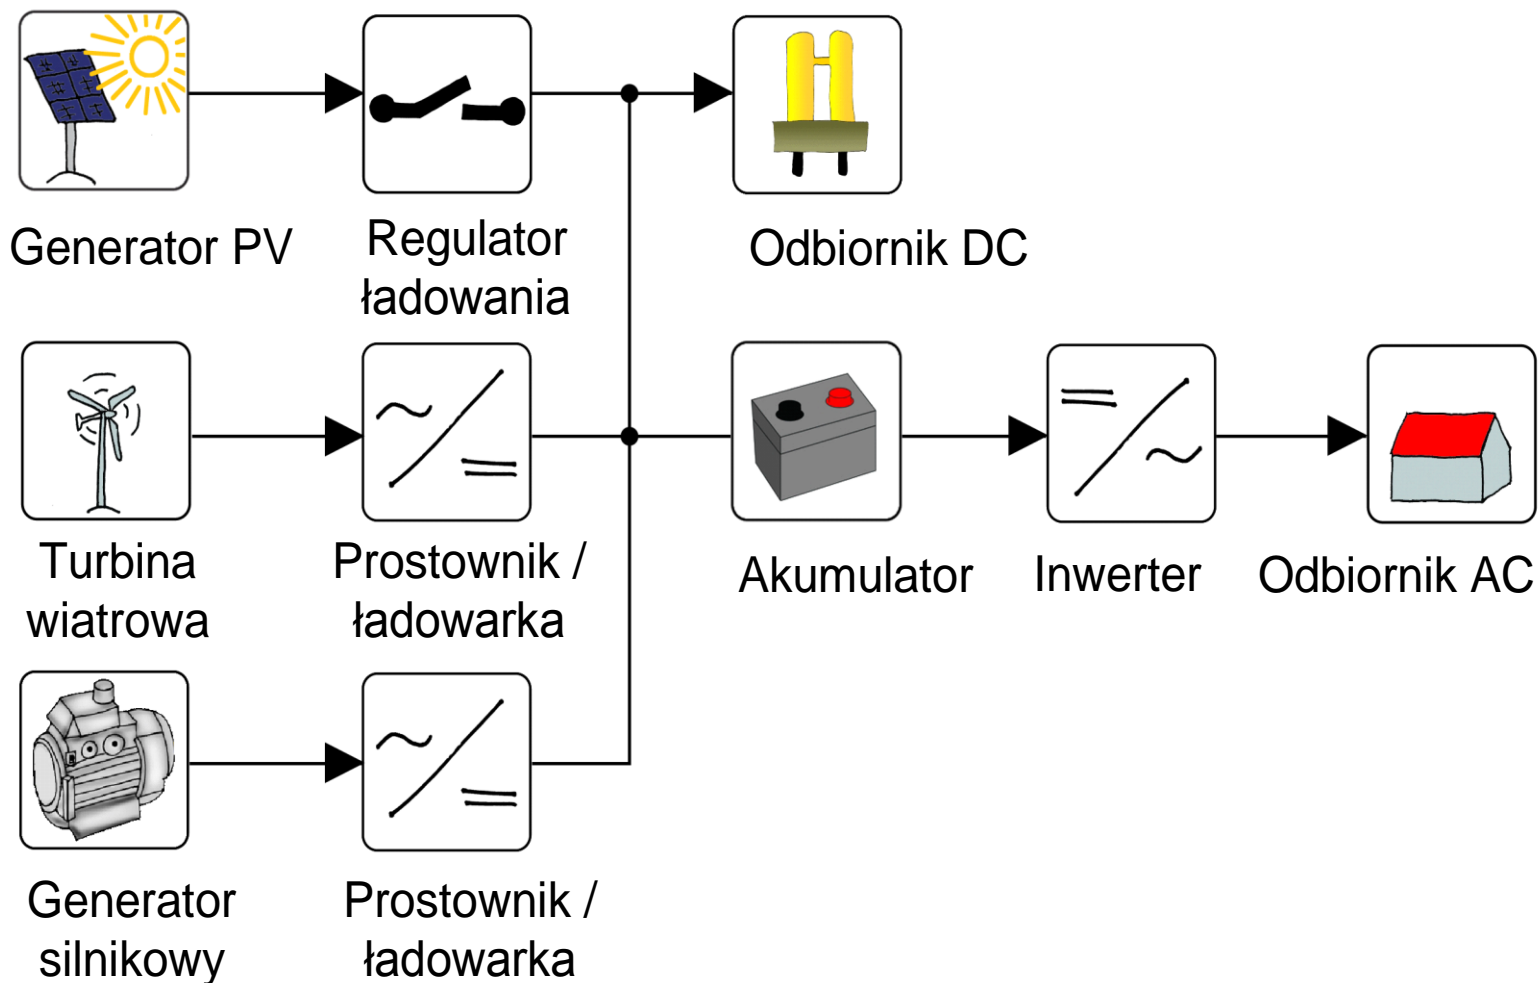 Generator PV
Regulator
ładowania
Odbiornik DC
Turbina
wiatrowa
Prostownik /
ładowarka
Akumulator
Inwerter
Odbiornik AC
Generator
silnikowy
Prostownik /
ładowarka